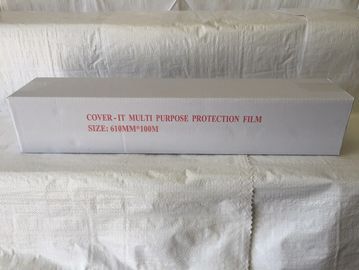 COVER-IT MULTI PURPOSE PROTECTION FILM
SIZE: 610MM*100M